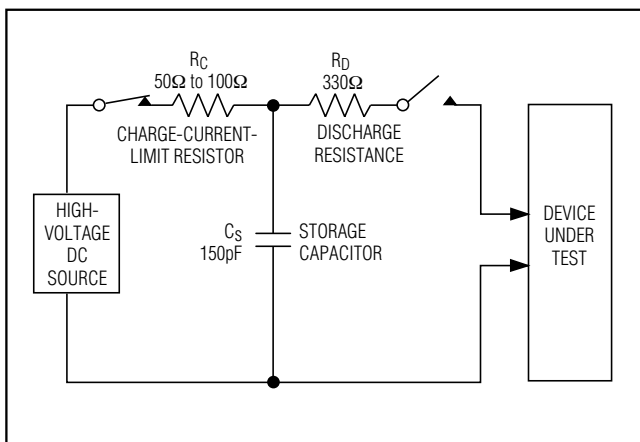 R_C
50Ω to 100Ω
CHARGE-CURRENT-
LIMIT RESISTOR
R_D
330Ω
DISCHARGE
RESISTANCE
HIGH-
VOLTAGE
DC
SOURCE
C_S
150pF
STORAGE
CAPACITOR
DEVICE
UNDER
TEST